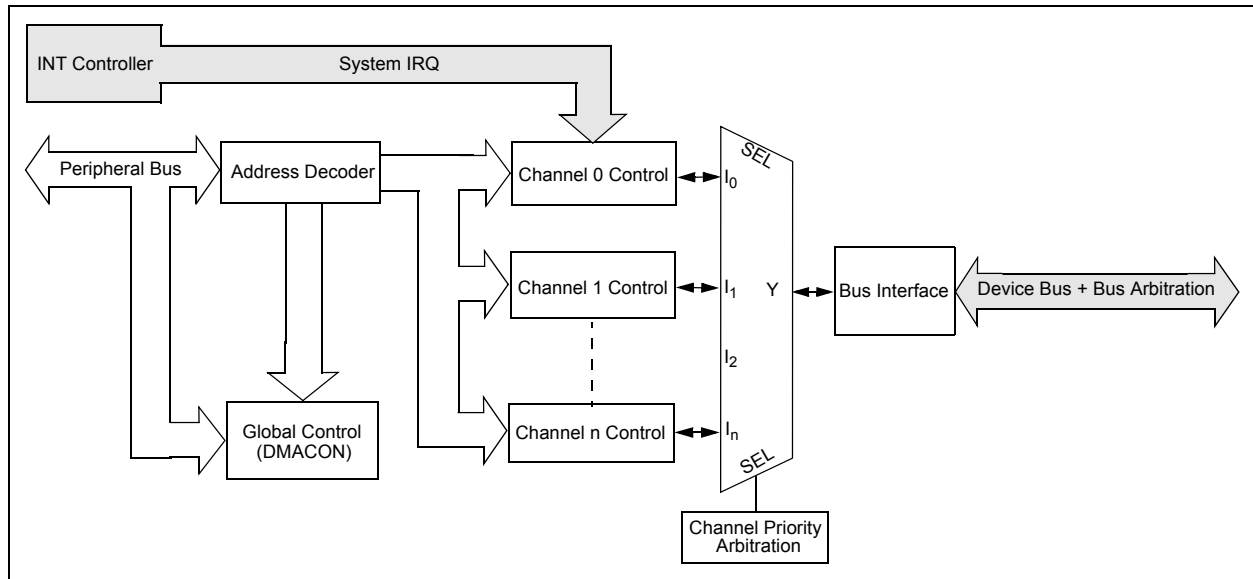 INT Controller
System IRQ
Peripheral Bus
Address Decoder
Channel 0 Control
SEL
I0
Channel 1 Control
I1
Y
Bus Interface
Device Bus + Bus Arbitration
I2
Global Control
(DMACON)
Channel n Control
In
SEL
Channel Priority
Arbitration